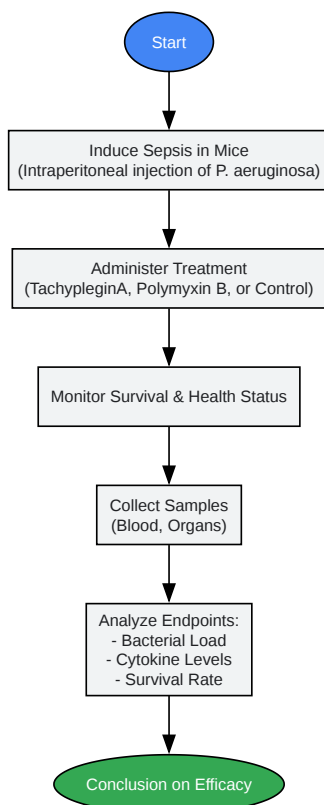 Start
Induce Sepsis in Mice
(Intraperitoneal injection of P. aeruginosa)
Administer Treatment
(TachypleginA, Polymyxin B, or Control)
Monitor Survival & Health Status
Collect Samples
(Blood, Organs)
Analyze Endpoints:
- Bacterial Load
- Cytokine Levels
- Survival Rate
Conclusion on Efficacy